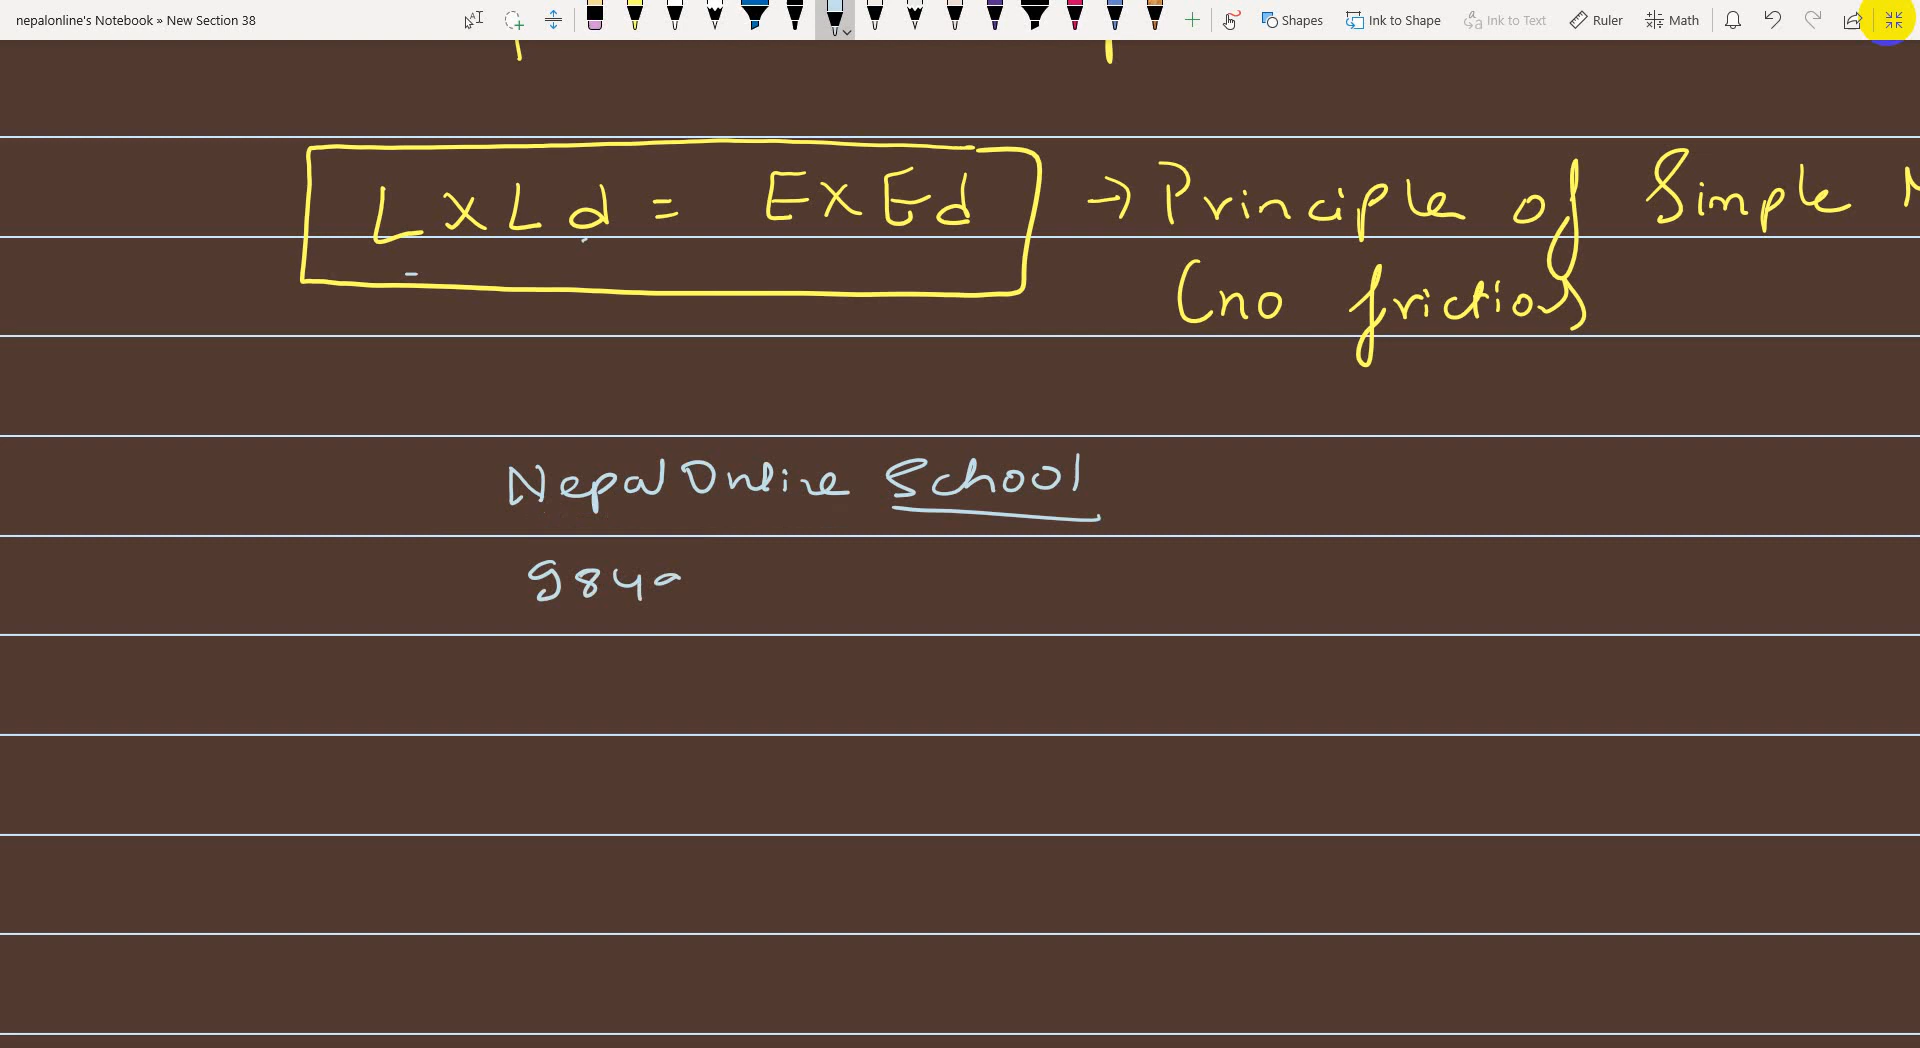 nepalonline's Notebook » New Section 38
Shapes Ink to Shape Ink to Text Ruler Math
L x Ld = E x Ed → Principle of Simple M
(no friction)
Nepal Online School
984